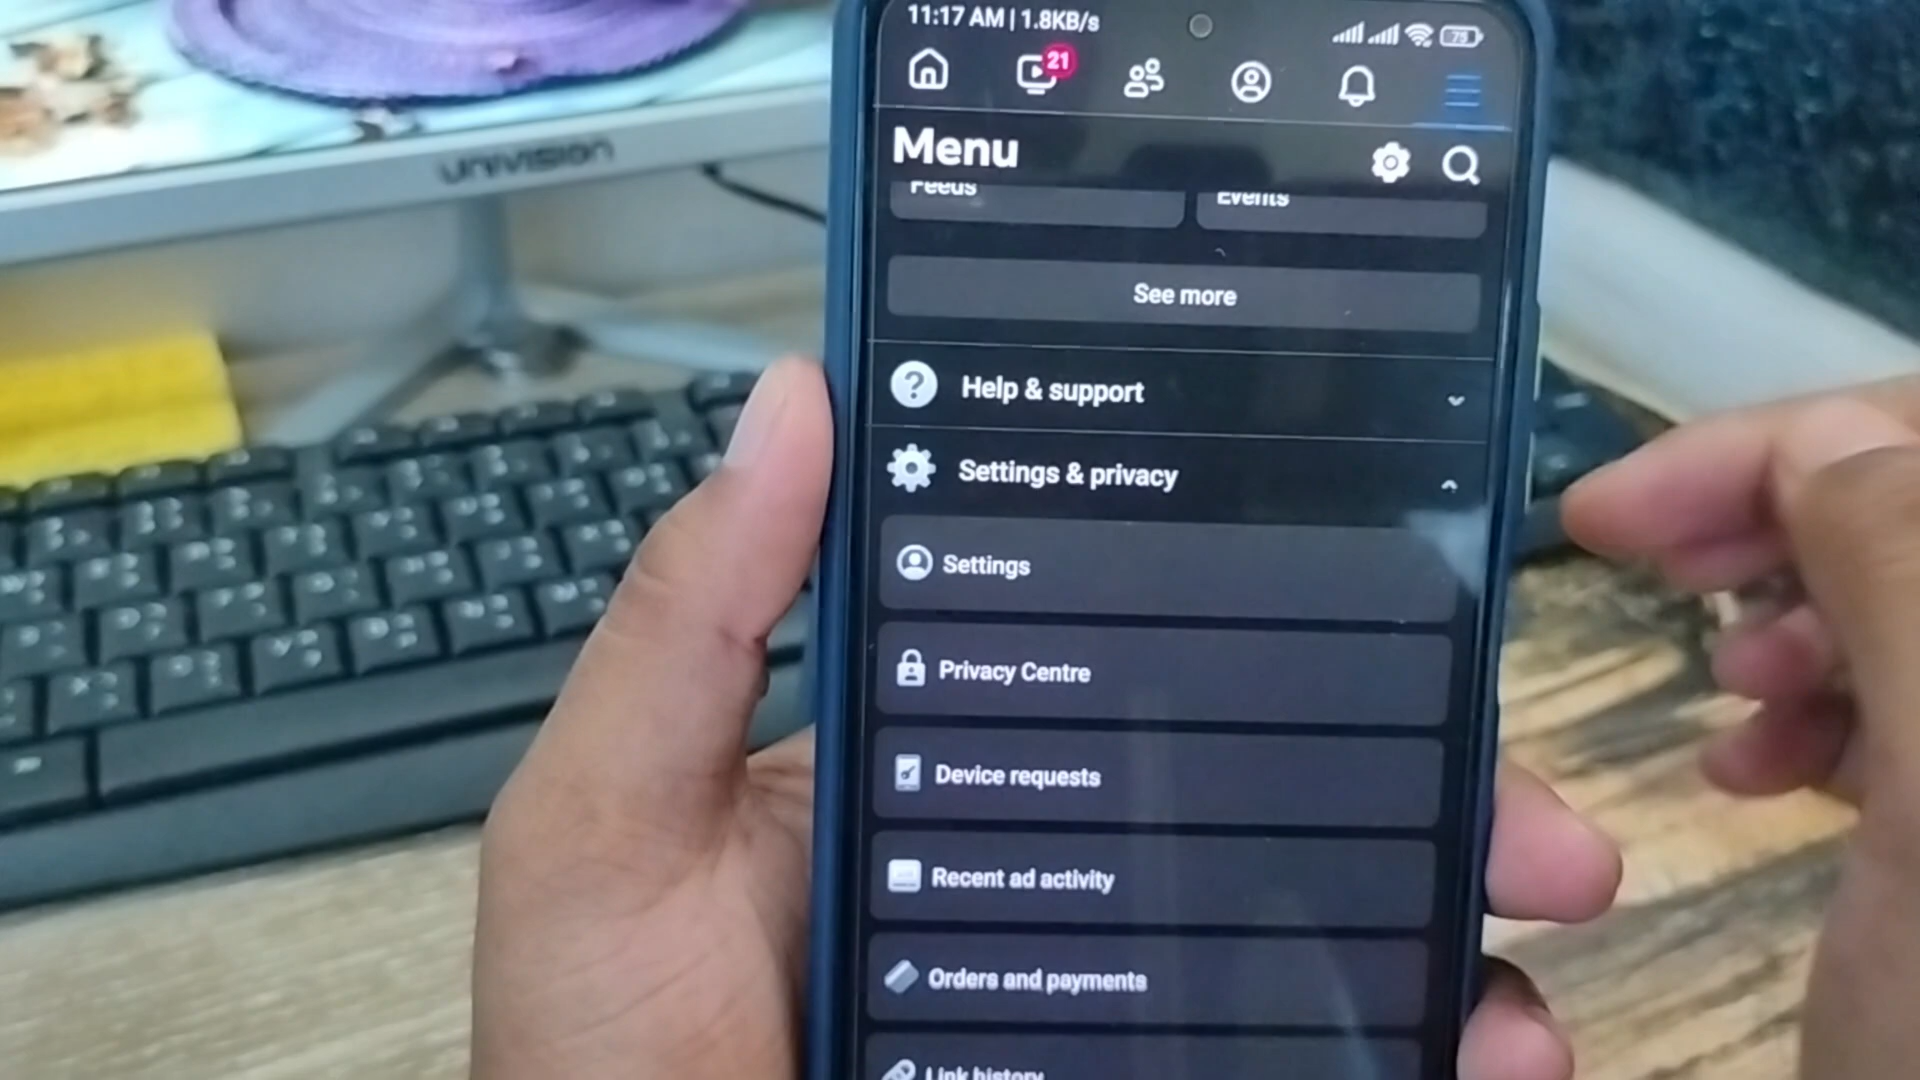 11:17 AM | 1.8KB/s
75
21
Menu
Feeds
Events
See more
Help & support
Settings & privacy
Settings
Privacy Centre
Device requests
Recent ad activity
Orders and payments
Link history
UNIVISION